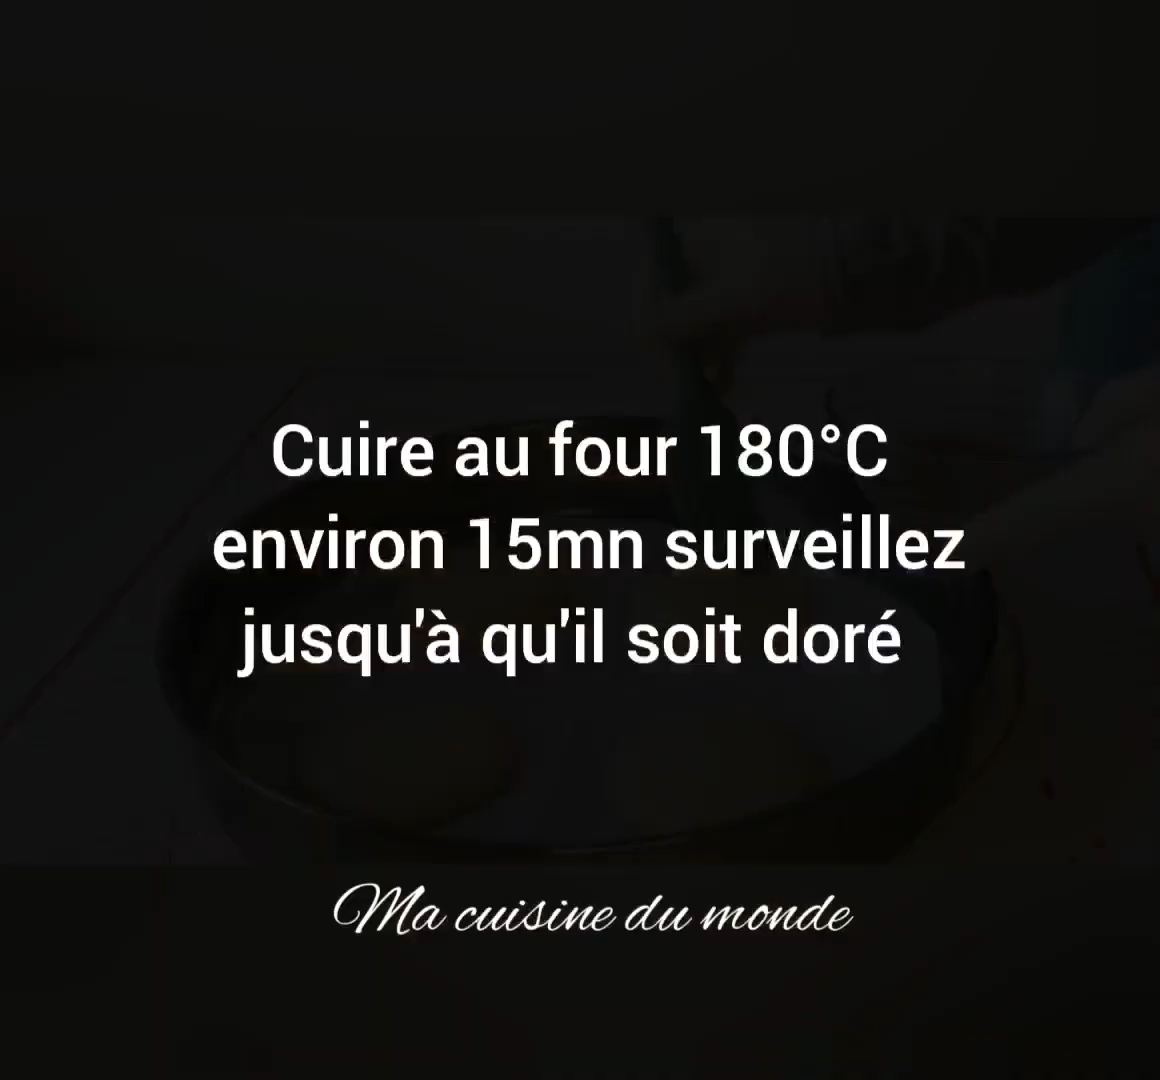 Cuire au four 180°C
environ 15mn surveillez
jusqu'à qu'il soit doré
Ma cuisine du monde